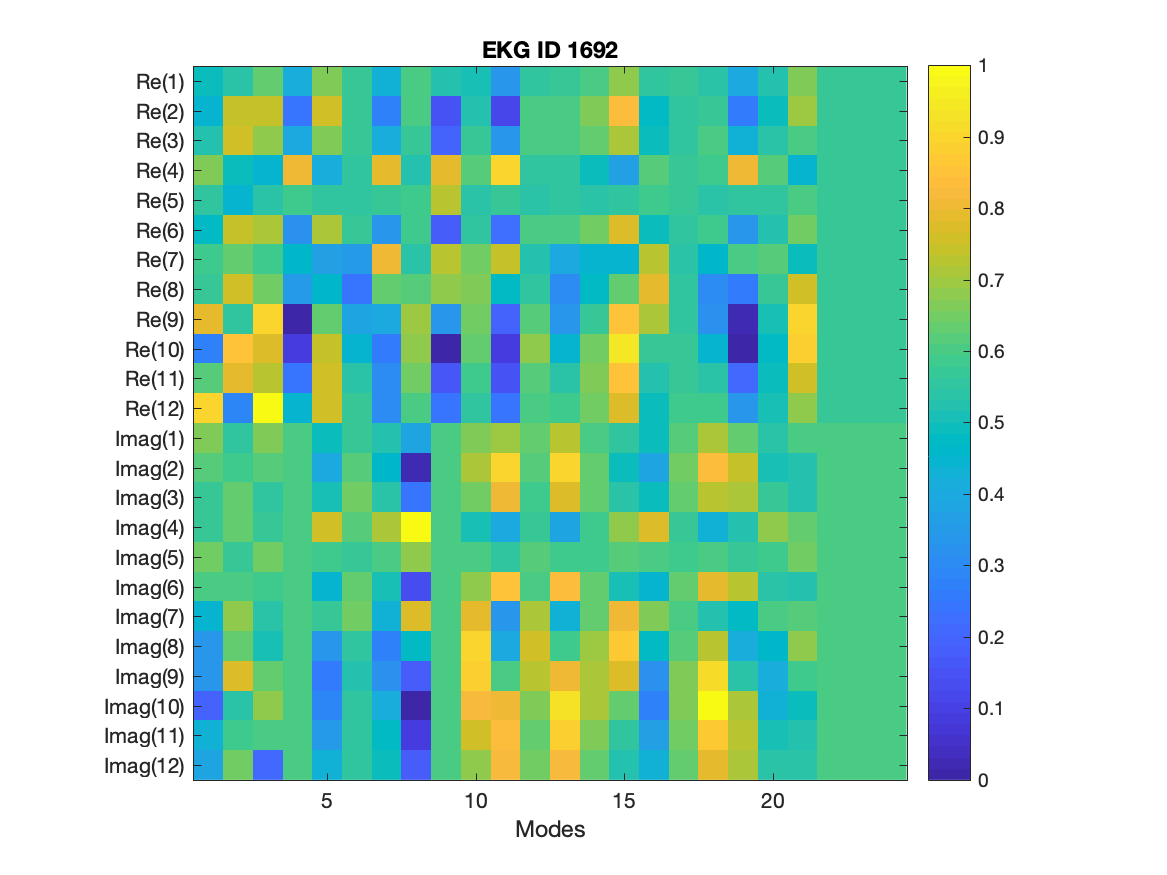 EKG ID 1692
Re(1)
Re(2)
Re(3)
Re(4)
Re(5)
Re(6)
Re(7)
Re(8)
Re(9)
Re(10)
Re(11)
Re(12)
Imag(1)
Imag(2)
Imag(3)
Imag(4)
Imag(5)
Imag(6)
Imag(7)
Imag(8)
Imag(9)
Imag(10)
Imag(11)
Imag(12)
5 10 15 20
Modes
1
0.9
0.8
0.7
0.6
0.5
0.4
0.3
0.2
0.1
0